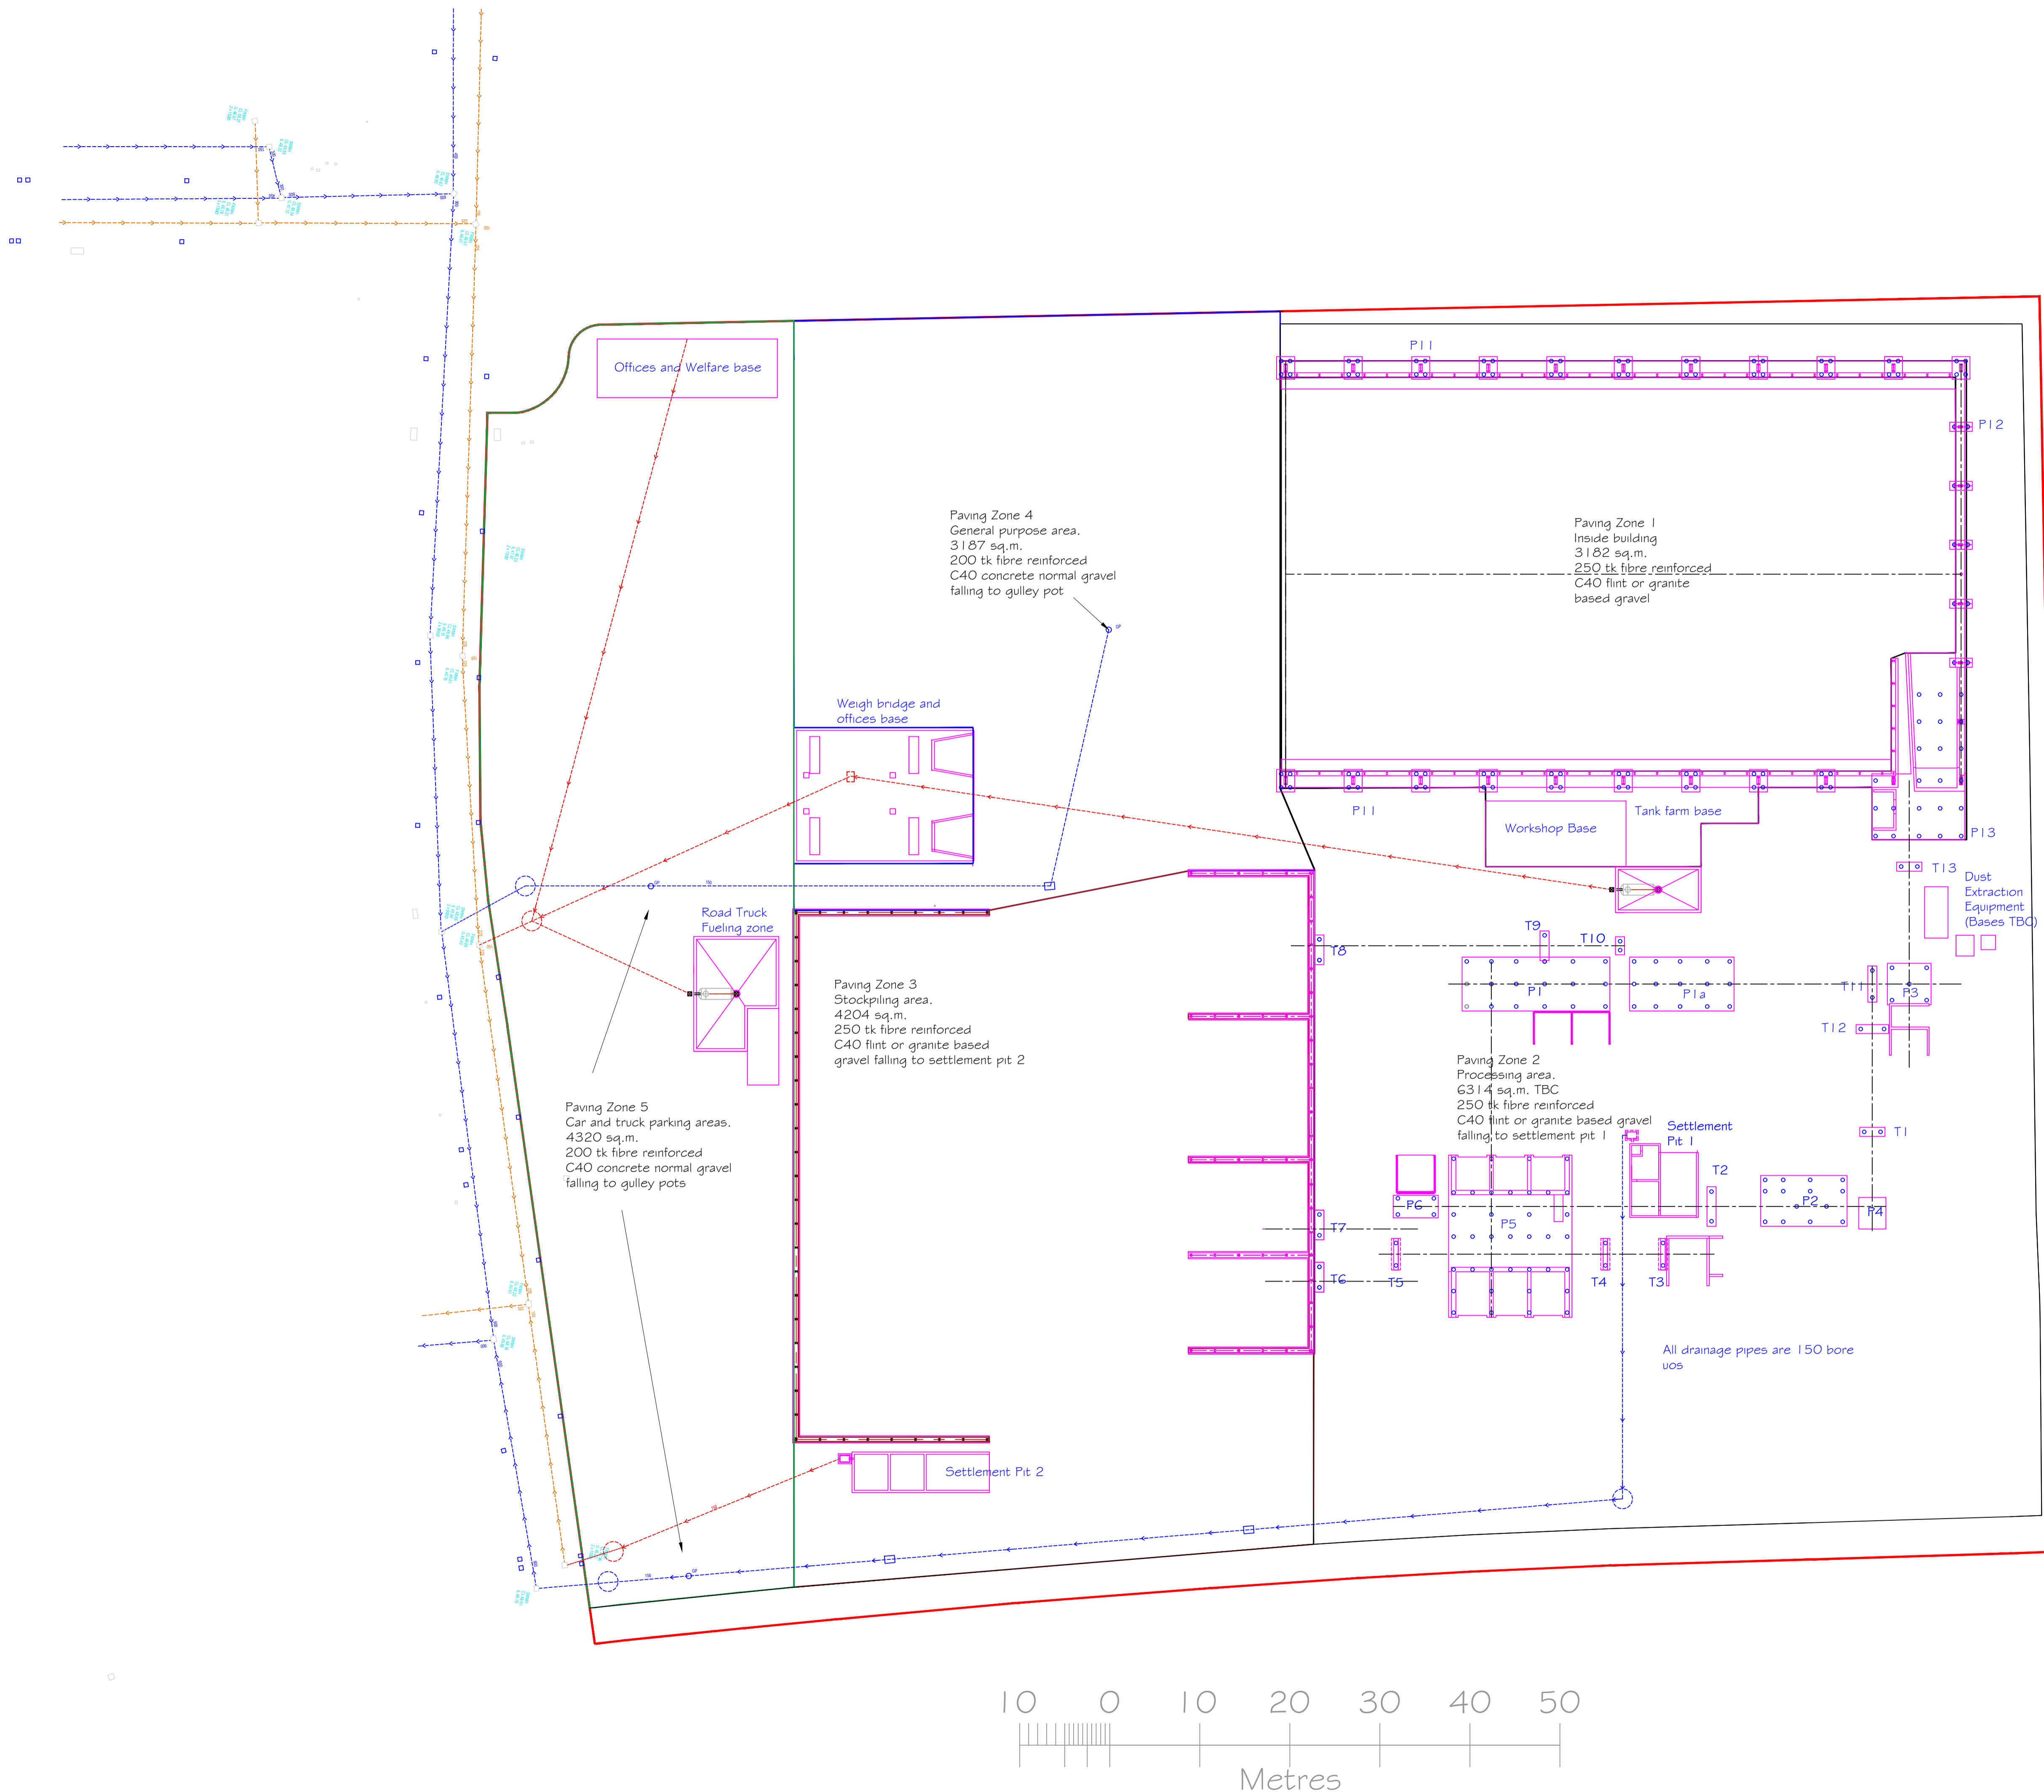 Offices and Welfare base
P11
P12
Paving Zone 4
General purpose area.
3187 sq.m.
200 tk fibre reinforced
C40 concrete normal gravel
falling to gulley pot
GP
Paving Zone 1
Inside building
3182 sq.m.
250 tk fibre reinforced
C40 flint or granite
based gravel
Weigh bridge and
offices base
P11
Workshop Base
Tank farm base
P13
T13
Dust
Extraction
Equipment
(Bases TBC)
GP
150
Road Truck
Fueling zone
T8
T9
T10
P1
P1a
T11
P3
T12
Paving Zone 3
Stockpiling area.
4204 sq.m.
250 tk fibre reinforced
C40 flint or granite based
gravel falling to settlement pit 2
Paving Zone 2
Processing area.
6314 sq.m. TBC
250 tk fibre reinforced
C40 flint or granite based gravel
falling to settlement pit 1
Paving Zone 5
Car and truck parking areas.
4320 sq.m.
200 tk fibre reinforced
C40 concrete normal gravel
falling to gulley pots
Settlement
Pit 1
T1
T2
P2
P4
P6
P5
T7
T6
T5
T4
T3
All drainage pipes are 150 bore
uos
Settlement Pit 2
150
150
GP
10 0 10 20 30 40 50
Metres